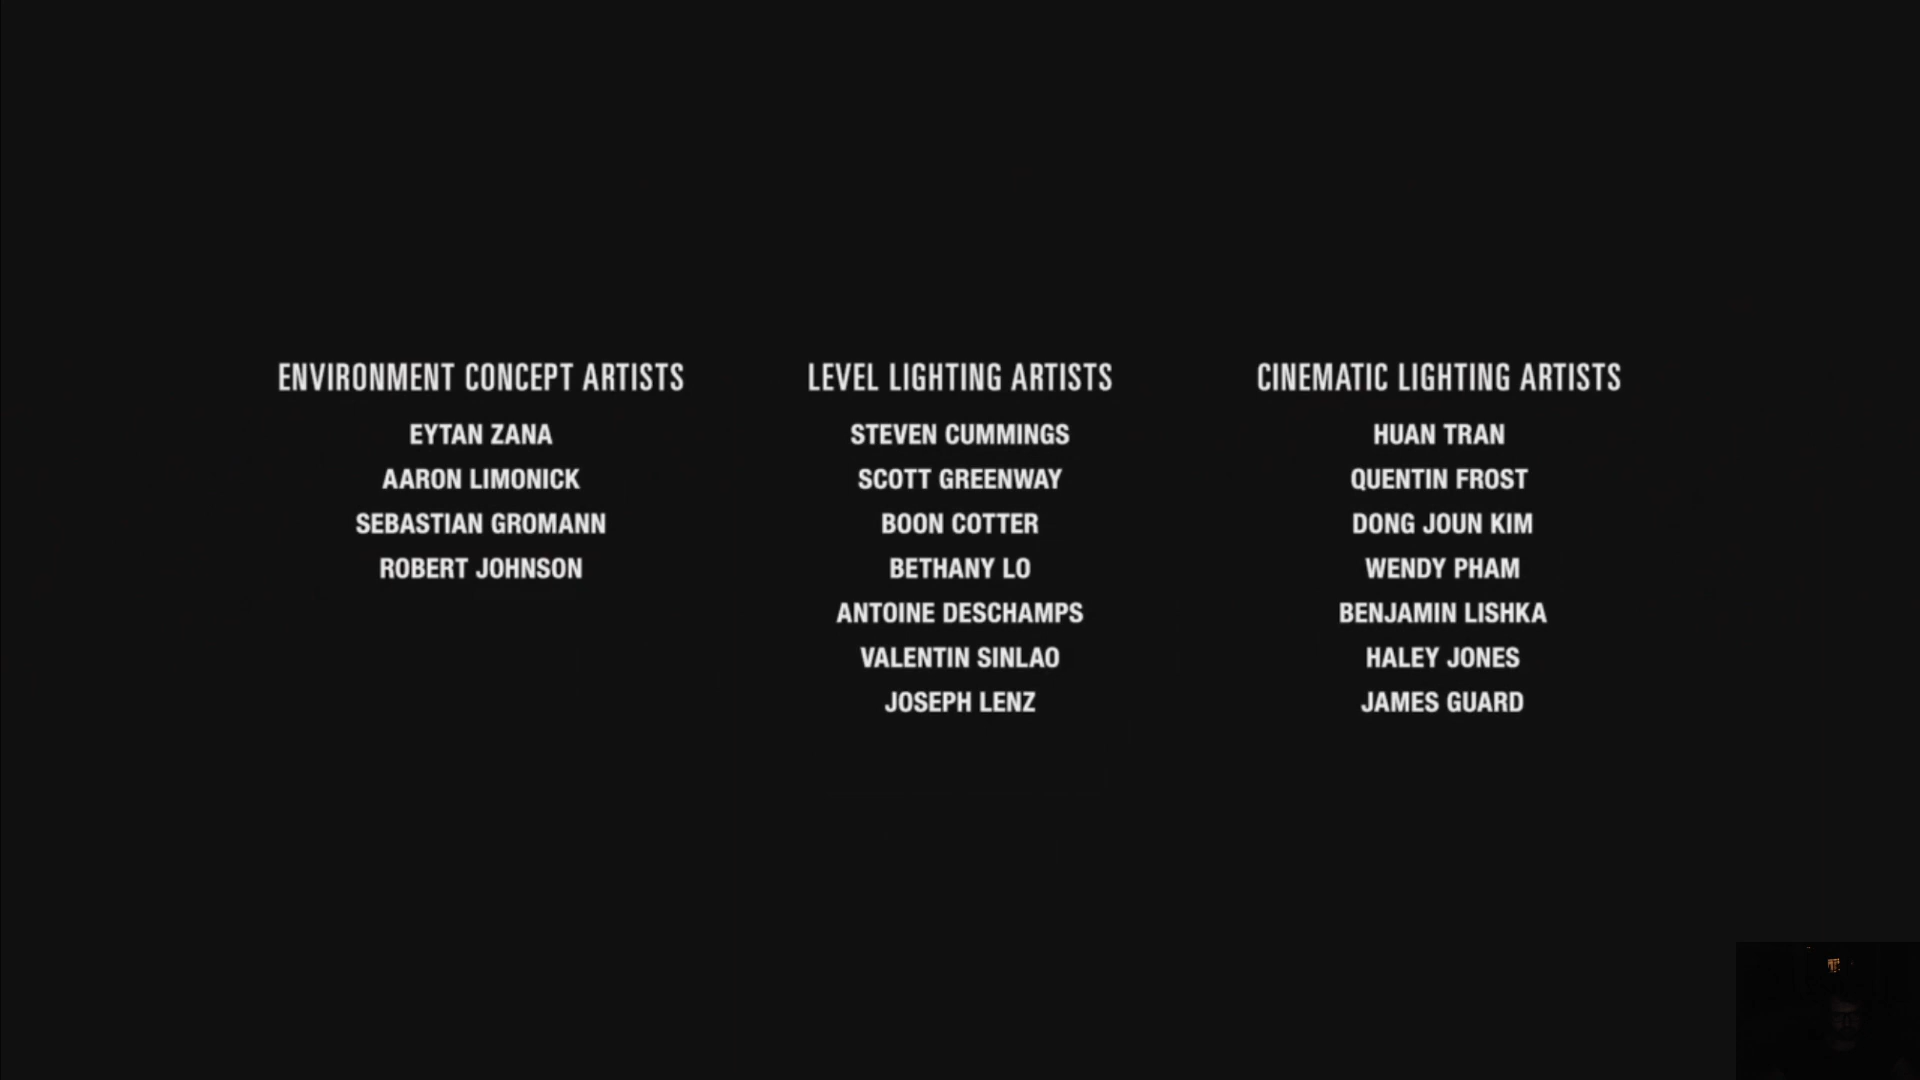 ENVIRONMENT CONCEPT ARTISTS
EYTAN ZANA
AARON LIMONICK
SEBASTIAN GROMANN
ROBERT JOHNSON
LEVEL LIGHTING ARTISTS
STEVEN CUMMINGS
SCOTT GREENWAY
BOON COTTER
BETHANY LO
ANTOINE DESCHAMPS
VALENTIN SINLAO
JOSEPH LENZ
CINEMATIC LIGHTING ARTISTS
HUAN TRAN
QUENTIN FROST
DONG JOUN KIM
WENDY PHAM
BENJAMIN LISHKA
HALEY JONES
JAMES GUARD